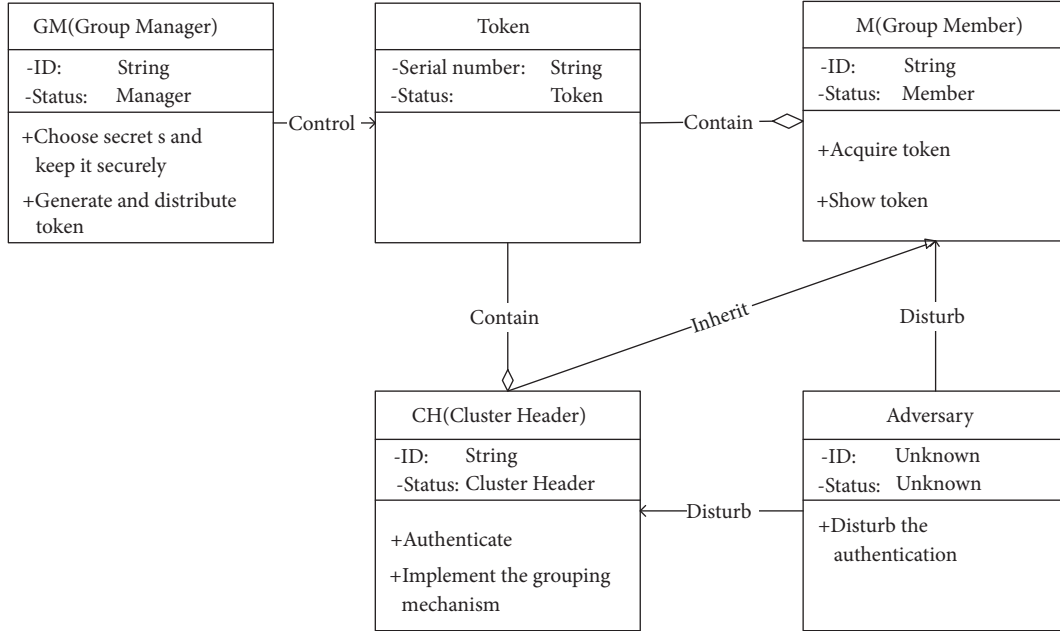 GM(Group Manager)
-ID: String
-Status: Manager
+Choose secret s and
keep it securely
+Generate and distribute
token
Control
Token
-Serial number: String
-Status: Token
Contain
M(Group Member)
-ID: String
-Status: Member
+Acquire token
+Show token
Contain
Inherit
Disturb
CH(Cluster Header)
-ID: String
-Status: Cluster Header
+Authenticate
+Implement the grouping
mechanism
Disturb
Adversary
-ID: Unknown
-Status: Unknown
+Disturb the
authentication